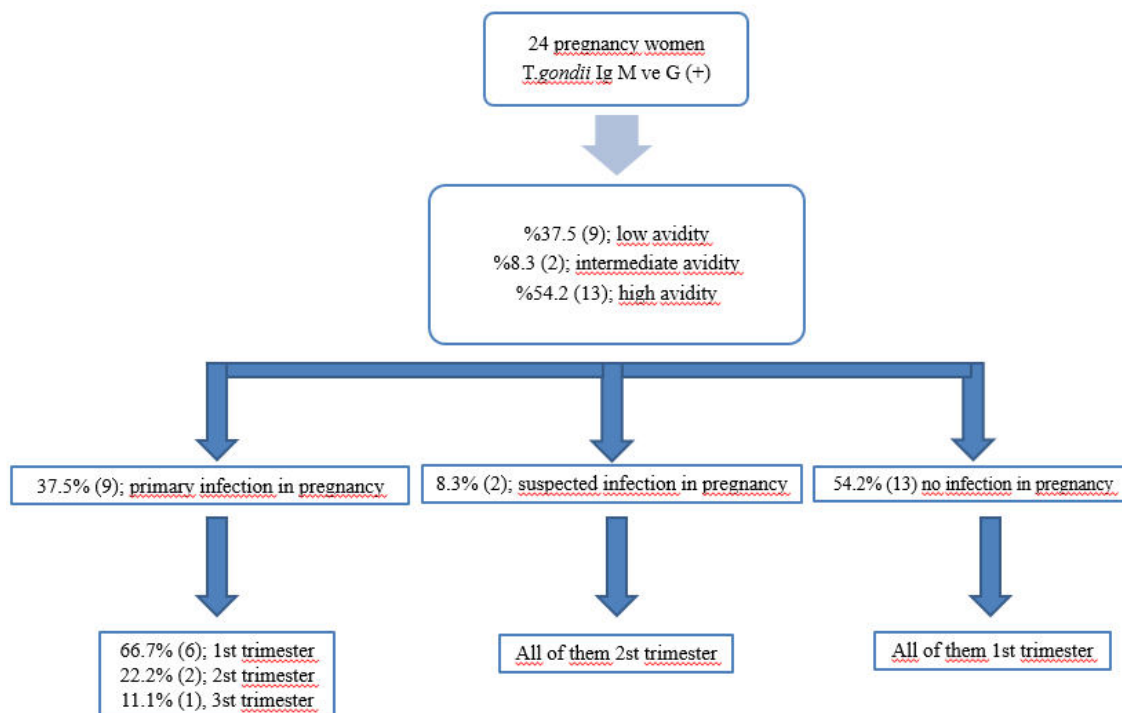 24 pregnancy women
T.gondii Ig M ve G (+)
%37.5 (9); low avidity
%8.3 (2); intermediate avidity
%54.2 (13); high avidity
37.5% (9); primary infection in pregnancy
8.3% (2); suspected infection in pregnancy
54.2% (13) no infection in pregnancy
66.7% (6); 1st trimester
22.2% (2); 2st trimester
11.1% (1), 3st trimester
All of them 2st trimester
All of them 1st trimester